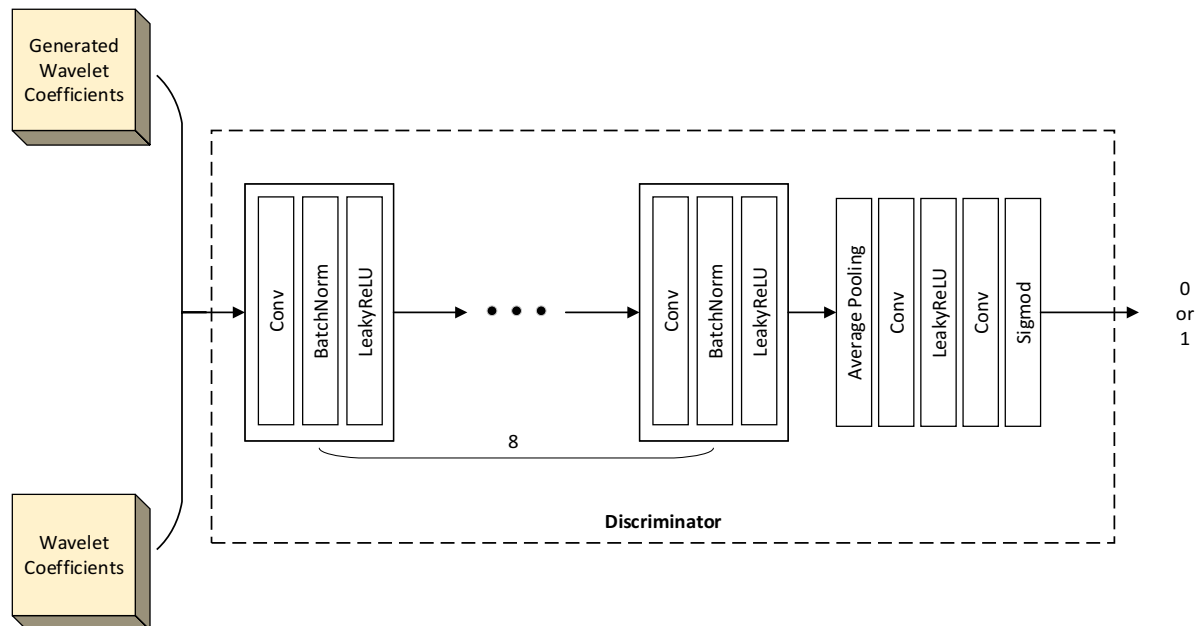 Generated
Wavelet
Coefficients
Conv
BatchNorm
LeakyReLU
Conv
BatchNorm
LeakyReLU
Average Pooling
Conv
LeakyReLU
Conv
Sigmod
0
or
1
8
Discriminator
Wavelet
Coefficients